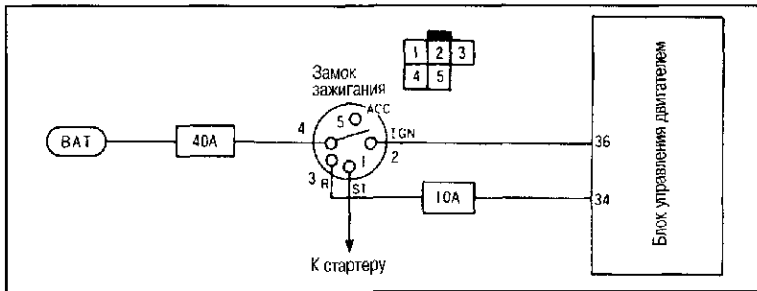 1 2 3
4 5
Замок
зажигания
BAT
40A
4
5
ACC
IGN
2
36
3
R
1
ST
10A
34
К стартеру
Блок управления двигателем